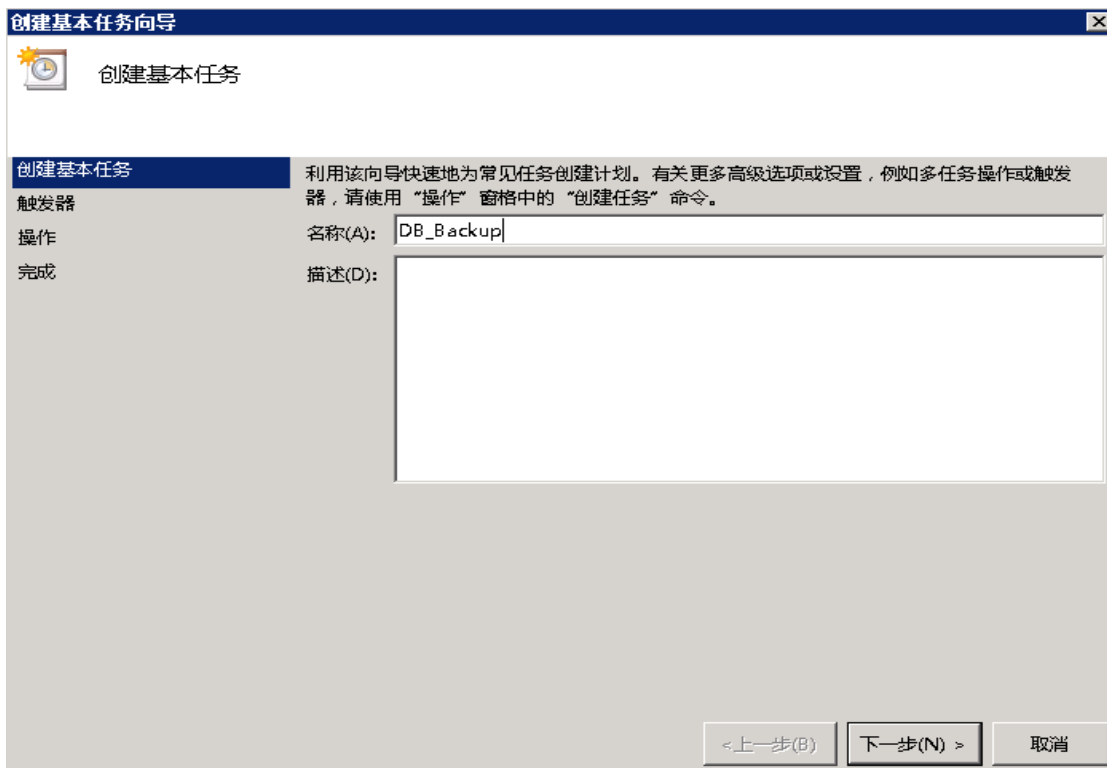 创建基本任务向导
创建基本任务
创建基本任务
触发器
操作
完成
利用该向导快速地为常见任务创建计划。有关更多高级选项或设置，例如多任务操作或触发
器，请使用“操作”窗格中的“创建任务”命令。
名称(A): DB_Backup
描述(D):
<上一步(B) 下一步(N) > 取消